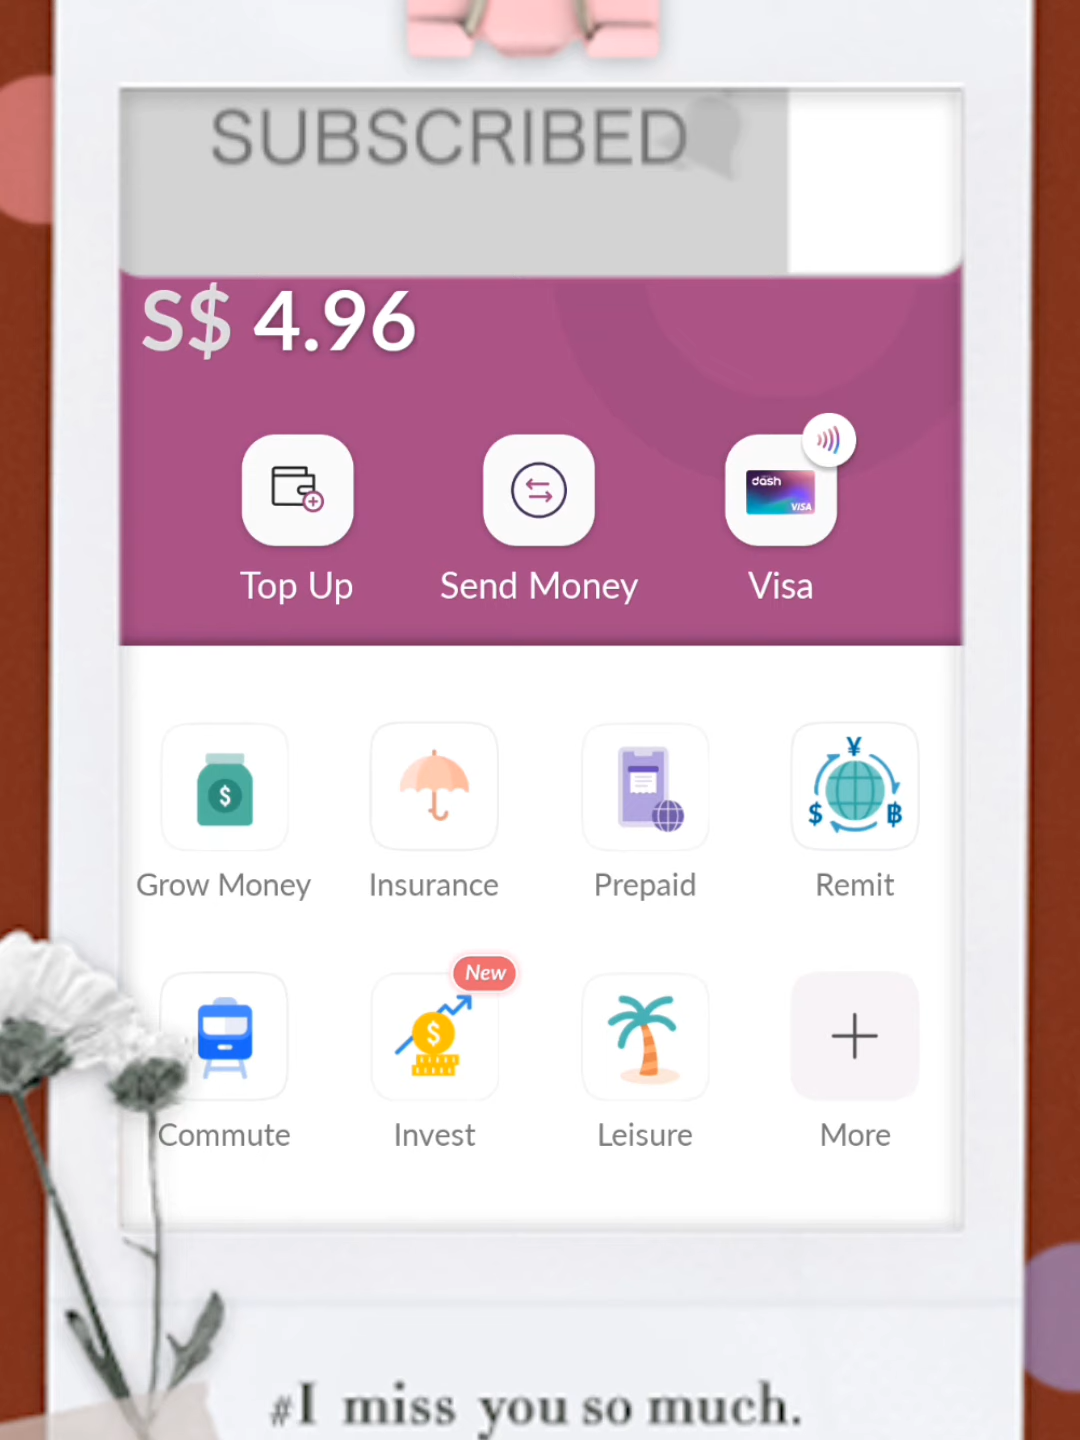 SUBSCRIBED
S$ 4.96
dash
VISA
Top Up Send Money Visa
$
¥
$ ฿
Grow Money Insurance Prepaid Remit
New
$
Commute Invest Leisure More
#I miss you so much.